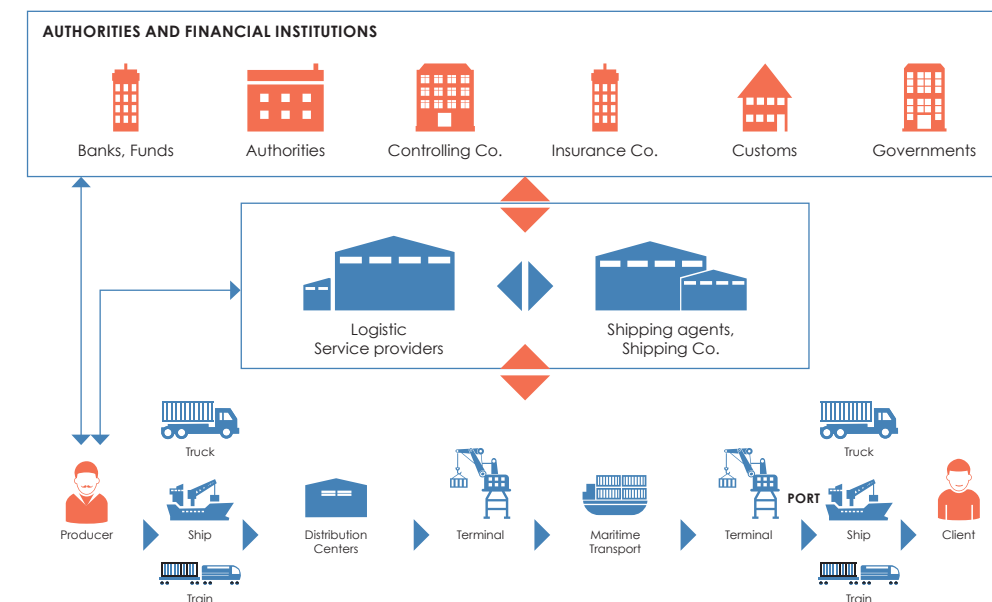 AUTHORITIES AND FINANCIAL INSTITUTIONS
Banks, Funds
Authorities
Controlling Co.
Insurance Co.
Customs
Governments
Logistic
Service providers
Shipping agents,
Shipping Co.
Truck
Truck
PORT
Producer
Ship
Distribution
Centers
Terminal
Maritime
Transport
Terminal
Ship
Client
Train
Train